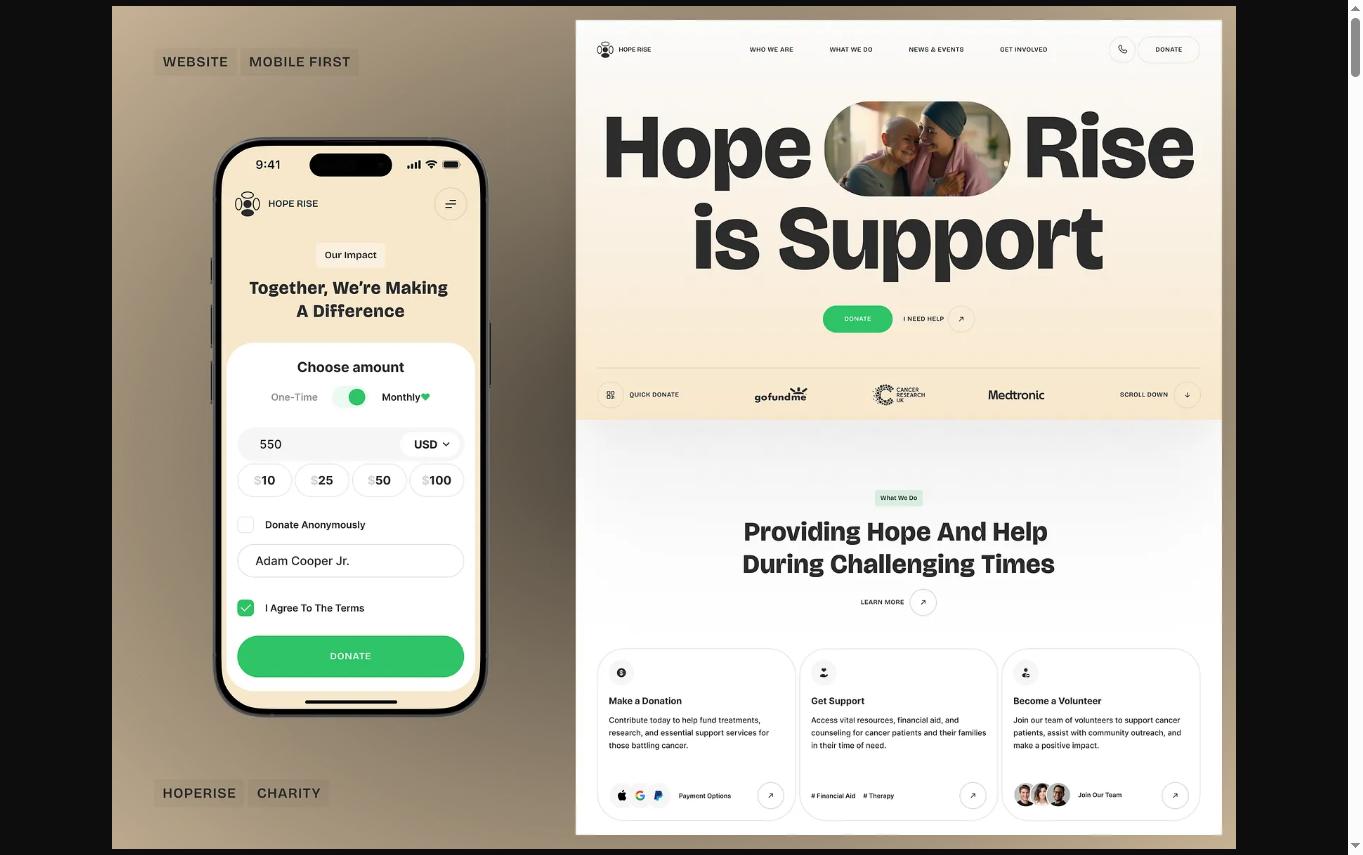 WEBSITE MOBILE FIRST
9:41
HOPE RISE
Our Impact
Together, We're Making
A Difference
Choose amount
One-Time Monthly
550 USD
$10 $25 $50 $100
Donate Anonymously
Adam Cooper Jr.
I Agree To The Terms
DONATE
HOPERISE CHARITY
HOPE RISE WHO WE ARE WHAT WE DO NEWS & EVENTS GET INVOLVED DONATE
Hope Rise
is Support
DONATE I NEED HELP
QUICK DONATE gofundme CANCER RESEARCH UK Medtronic SCROLL DOWN
What We Do
Providing Hope And Help
During Challenging Times
LEARN MORE
Make a Donation
Contribute today to help fund treatments,
research, and essential support services for
those battling cancer.
Payment Options
Get Support
Access vital resources, financial aid, and
counseling for cancer patients and their families
in their time of need.
# Financial Aid # Therapy
Become a Volunteer
Join our team of volunteers to support cancer
patients, assist with community outreach, and
make a positive impact.
Join Our Team